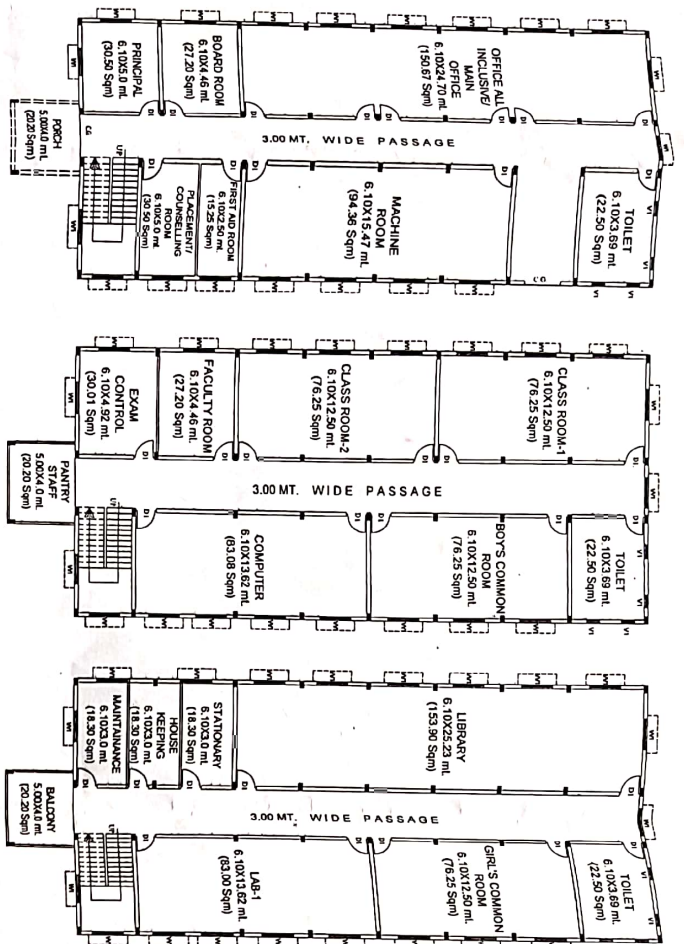 PRINCIPAL
6.10X5.0 mt.
(30.50 Sqm)
BOARD ROOM
6.10X4.46 mt.
(27.20 Sqm)
OFFICE ALL
INCLUSIVE/
MAIN
OFFICE
6.10X24.70 mt.
(150.67 Sqm)
3.00 MT. WIDE PASSAGE
PORCH
5.00X4.0 mt.
(20.20 Sqm)
CG
UP
PLACEMENT/
COUNSELLING
ROOM
6.10X5.0 mt.
(30.50 Sqm)
FIRST AID ROOM
6.10X2.50 mt.
(15.25 Sqm)
MACHINE
ROOM
6.10X15.47 mt.
(94.36 Sqm)
TOILET
6.10X3.69 mt.
(22.50 Sqm)
CG
EXAM
CONTROL
6.10X4.92 mt.
(30.01 Sqm)
FACULTY ROOM
6.10X4.46 mt.
(27.20 Sqm)
CLASS ROOM-2
6.10X12.50 mt.
(76.25 Sqm)
CLASS ROOM-1
6.10X12.50 mt.
(76.25 Sqm)
3.00 MT. WIDE PASSAGE
PANTRY
STAFF
5.00X4.0 mt.
(20.20 Sqm)
UP
COMPUTER
6.10X13.62 mt.
(83.08 Sqm)
BOY'S COMMON
ROOM
6.10X12.50 mt.
(76.25 Sqm)
TOILET
6.10X3.69 mt.
(22.50 Sqm)
MAINTAINANCE
6.10X3.0 mt.
(18.30 Sqm)
HOUSE
KEEPING
6.10X3.0 mt.
(18.30 Sqm)
STATIONARY
6.10X3.0 mt.
(18.30 Sqm)
LIBRARY
6.10X25.23 mt.
(153.90 Sqm)
3.00 MT. WIDE PASSAGE
BALCONY
5.00X4.0 mt.
(20.20 Sqm)
UP
LAB-1
6.10X13.62 mt.
(83.00 Sqm)
GIRL'S COMMON
ROOM
6.10X12.50 mt.
(76.25 Sqm)
TOILET
6.10X3.69 mt.
(22.50 Sqm)